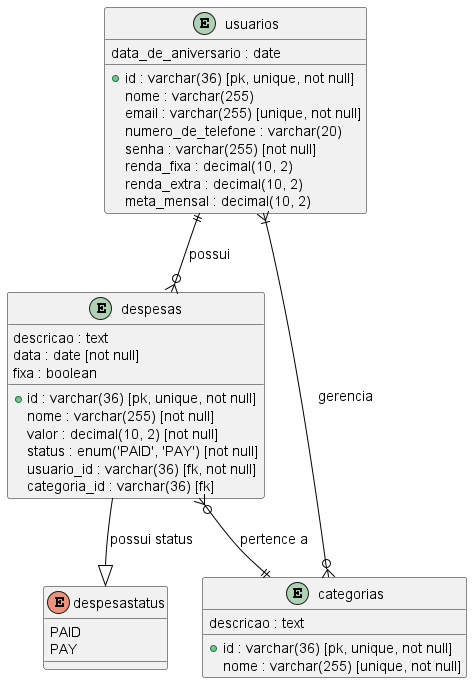 E usuarios
data_de_aniversario : date
id : varchar(36) [pk, unique, not null]
nome : varchar(255)
email : varchar(255) [unique, not null]
numero_de_telefone : varchar(20)
senha : varchar(255) [not null]
renda_fixa : decimal(10, 2)
renda_extra : decimal(10, 2)
meta_mensal : decimal(10, 2)
possui
E despesas
descricao : text
data : date [not null]
fixa : boolean
id : varchar(36) [pk, unique, not null]
nome : varchar(255) [not null]
valor : decimal(10, 2) [not null]
status : enum('PAID', 'PAY') [not null]
usuario_id : varchar(36) [fk, not null]
categoria_id : varchar(36) [fk]
gerencia
possui status
pertence a
E despesastatus
PAID
PAY
E categorias
descricao : text
id : varchar(36) [pk, unique, not null]
nome : varchar(255) [unique, not null]